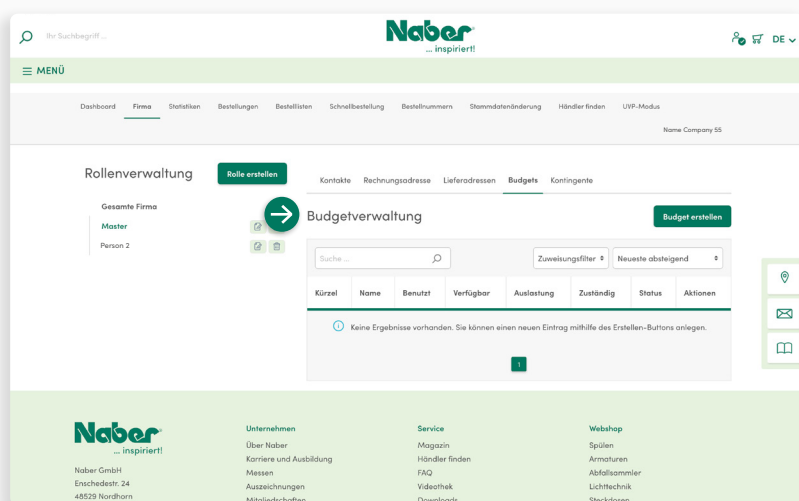 Ihr Suchbegriff ...
Naber
... inspiriert!
DE
MENÜ
Dashboard Firma Statistiken Bestellungen Bestelllisten Schnellbestellung Bestellnummern Stammdatenänderung Händler finden UVP-Modus
Name Company SS
Rollenverwaltung
Rolle erstellen
Gesamte Firma
Master
Person 2
Kontakte Rechnungsadresse Lieferadressen Budgets Kontingente
Budgetverwaltung
Budget erstellen
Suche ...
Zuweisungsfilter
Neueste absteigend
Kürzel Name Benutzt Verfügbar Auslastung Zuständig Status Aktionen
Keine Ergebnisse vorhanden. Sie können einen neuen Eintrag mithilfe des Erstellen-Buttons anlegen.
1
Naber
... inspiriert!
Naber GmbH
Enschedestr. 24
48529 Nordhorn
Unternehmen
Über Naber
Karriere und Ausbildung
Messen
Auszeichnungen
Mitgliedschaften
Service
Magazin
Händler finden
FAQ
Videothek
Downloads
Webshop
Spülen
Armaturen
Abfallsammler
Lichttechnik
Steckdosen